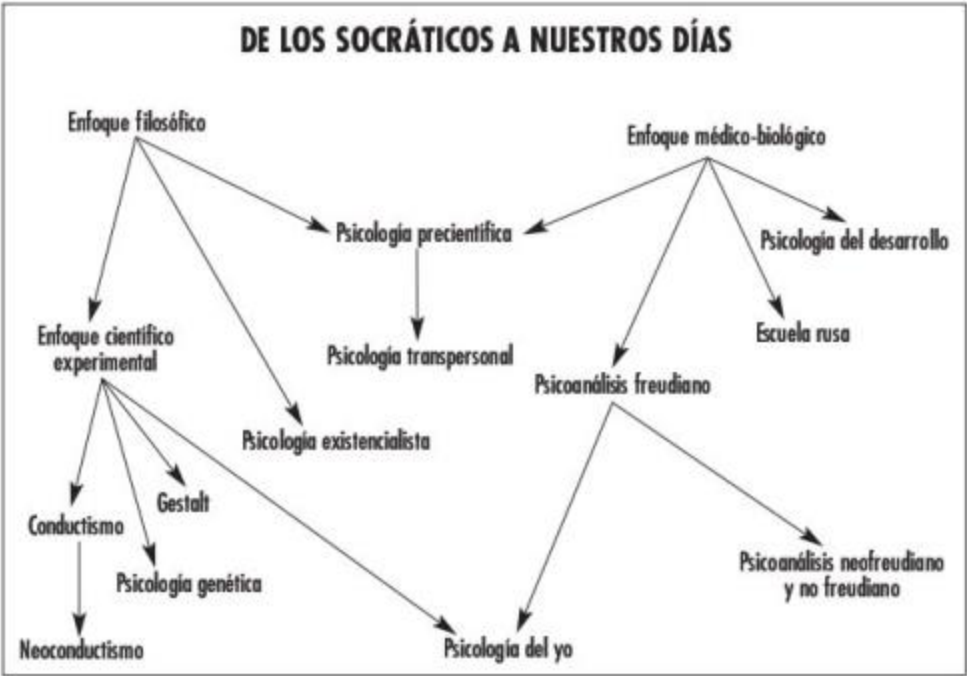 DE LOS SOCRÁTICOS A NUESTROS DÍAS
Enfoque filosófico
Enfoque médico-biológico
Psicología precientífica
Psicología del desarrollo
Enfoque científico
experimental
Psicología transpersonal
Escuela rusa
Psicoanálisis freudiano
Psicología existencialista
Gestalt
Conductismo
Psicología genética
Psicoanálisis neofreudiano
y no freudiano
Neoconductismo
Psicología del yo